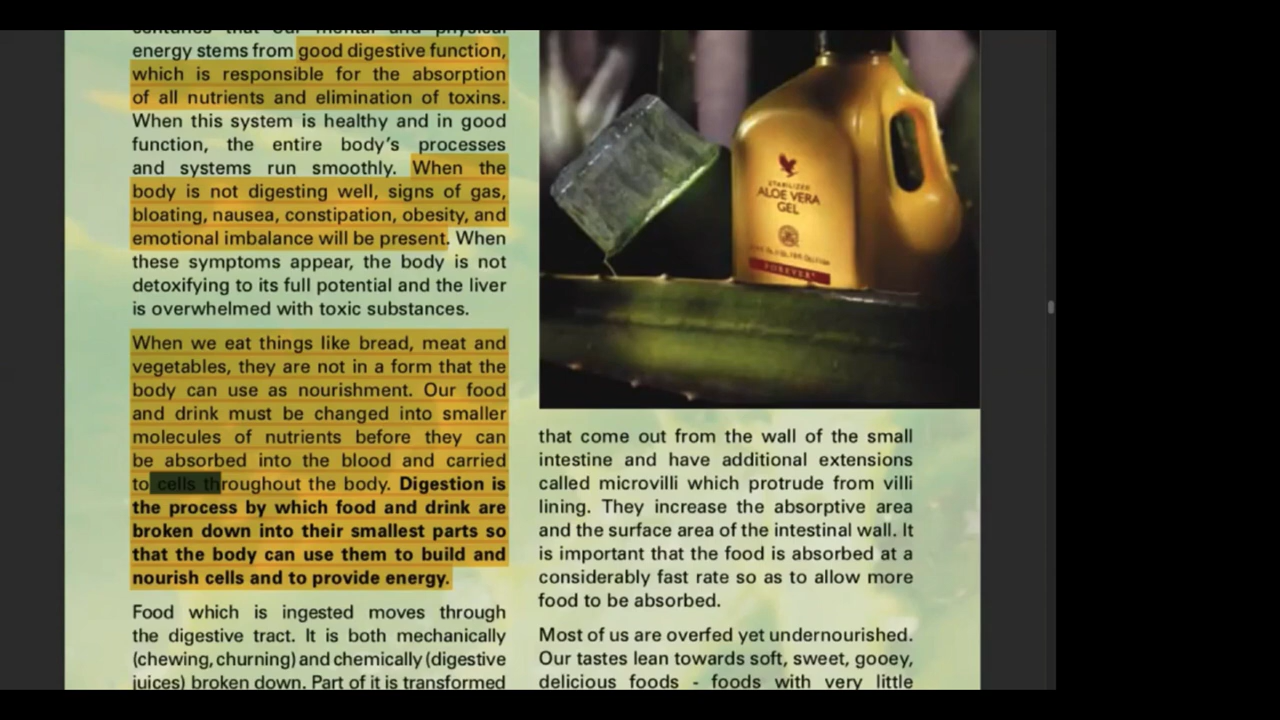 centuries that our mental and physical
energy stems from good digestive function,
which is responsible for the absorption
of all nutrients and elimination of toxins.
When this system is healthy and in good
function, the entire body's processes
and systems run smoothly. When the
body is not digesting well, signs of gas,
bloating, nausea, constipation, obesity, and
emotional imbalance will be present. When
these symptoms appear, the body is not
detoxifying to its full potential and the liver
is overwhelmed with toxic substances.
When we eat things like bread, meat and
vegetables, they are not in a form that the
body can use as nourishment. Our food
and drink must be changed into smaller
molecules of nutrients before they can
be absorbed into the blood and carried
to cells throughout the body. Digestion is
the process by which food and drink are
broken down into their smallest parts so
that the body can use them to build and
nourish cells and to provide energy.
Food which is ingested moves through
the digestive tract. It is both mechanically
(chewing, churning) and chemically (digestive
juices) broken down. Part of it is transformed
STABILIZED
ALOE VERA
GEL
FOREVER
that come out from the wall of the small
intestine and have additional extensions
called microvilli which protrude from villi
lining. They increase the absorptive area
and the surface area of the intestinal wall. It
is important that the food is absorbed at a
considerably fast rate so as to allow more
food to be absorbed.
Most of us are overfed yet undernourished.
Our tastes lean towards soft, sweet, gooey,
delicious foods - foods with very little